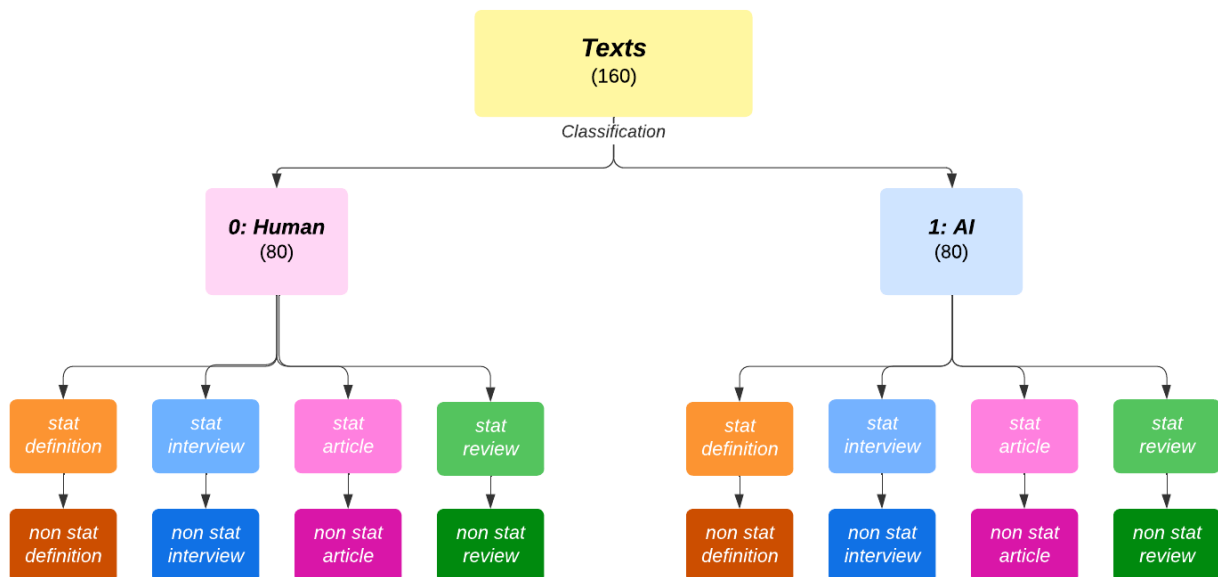 Texts
(160)
Classification
0: Human
(80)
1: AI
(80)
stat
definition
stat
interview
stat
article
stat
review
stat
definition
stat
interview
stat
article
stat
review
non stat
definition
non stat
interview
non stat
article
non stat
review
non stat
definition
non stat
interview
non stat
article
non stat
review